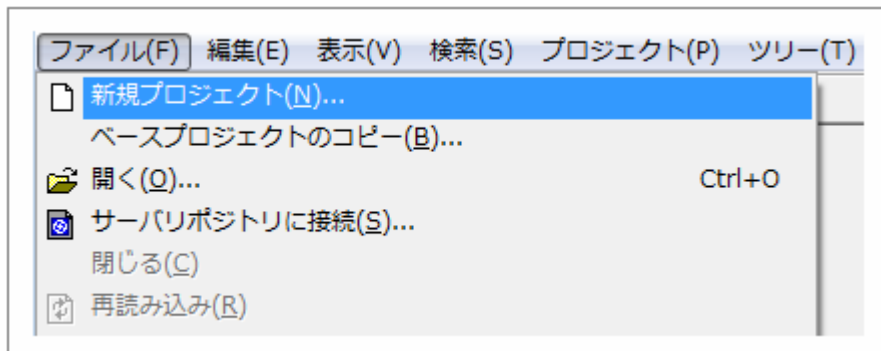 ファイル(F) 編集(E) 表示(V) 検索(S) プロジェクト(P) ツリー(T)
新規プロジェクト(N)...
ベースプロジェクトのコピー(B)...
開く(O)... Ctrl+O
サーバリポジトリに接続(S)...
閉じる(C)
再読み込み(R)